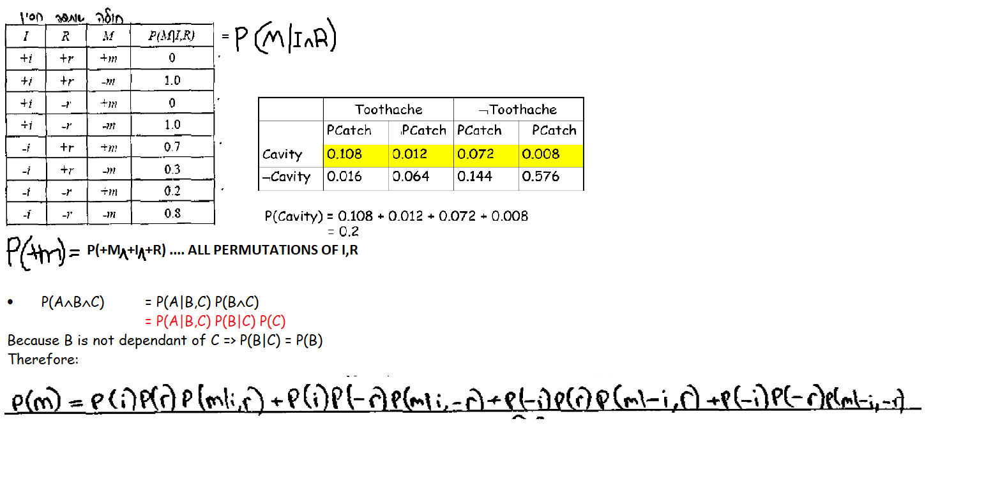 חסין חולה
I R M P(M|I,R) = P(M|I∧R)
+i +r +m 0
+i +r -m 1.0
+i -r +m 0
+i -r -m 1.0
-i +r +m 0.7
-i +r -m 0.3
-i -r +m 0.2
-i -r -m 0.8
Toothache ¬Toothache
PCatch PCatch PCatch PCatch
Cavity 0.108 0.012 0.072 0.008
¬Cavity 0.016 0.064 0.144 0.576
P(Cavity) = 0.108 + 0.012 + 0.072 + 0.008
= 0.2
P(+m) = P(+M∧+I∧+R) .... ALL PERMUTATIONS OF I,R
• P(A∧B∧C) = P(A|B,C) P(B∧C)
= P(A|B,C) P(B|C) P(C)
Because B is not dependant of C => P(B|C) = P(B)
Therefore:
P(m) = P(i)P(r)P(m|i,r)+P(i)P(-r)P(m|i,-r)+P(-i)P(r)P(m|-i,r)+P(-i)P(-r)P(m|-i,-r)